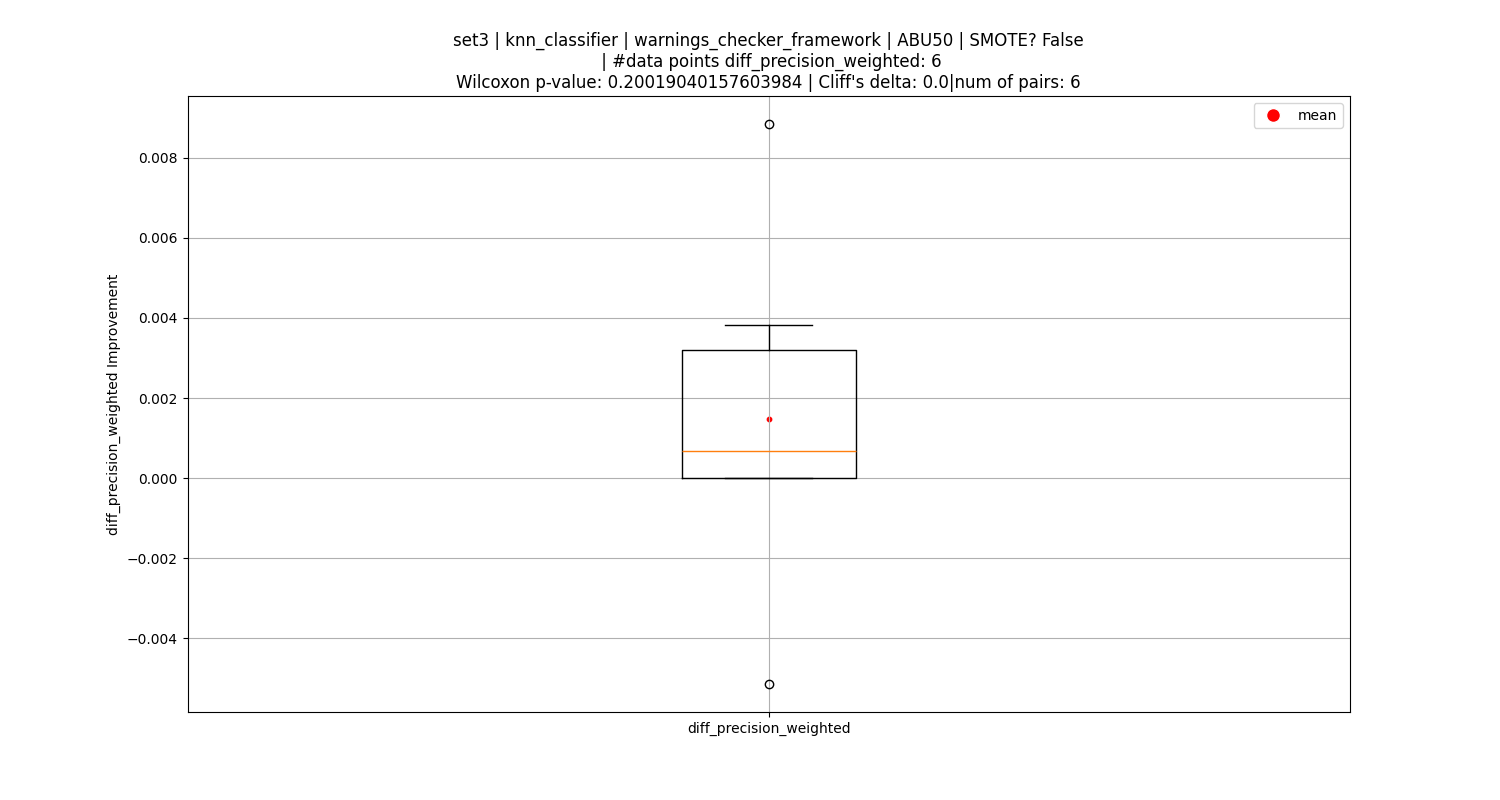 set3 | knn_classifier | warnings_checker_framework | ABU50 | SMOTE? False
| #data points diff_precision_weighted: 6
Wilcoxon p-value: 0.20019040157603984 | Cliff's delta: 0.0|num of pairs: 6
mean
0.008
0.006
0.004
0.002
0.000
−0.002
−0.004
diff_precision_weighted Improvement
diff_precision_weighted